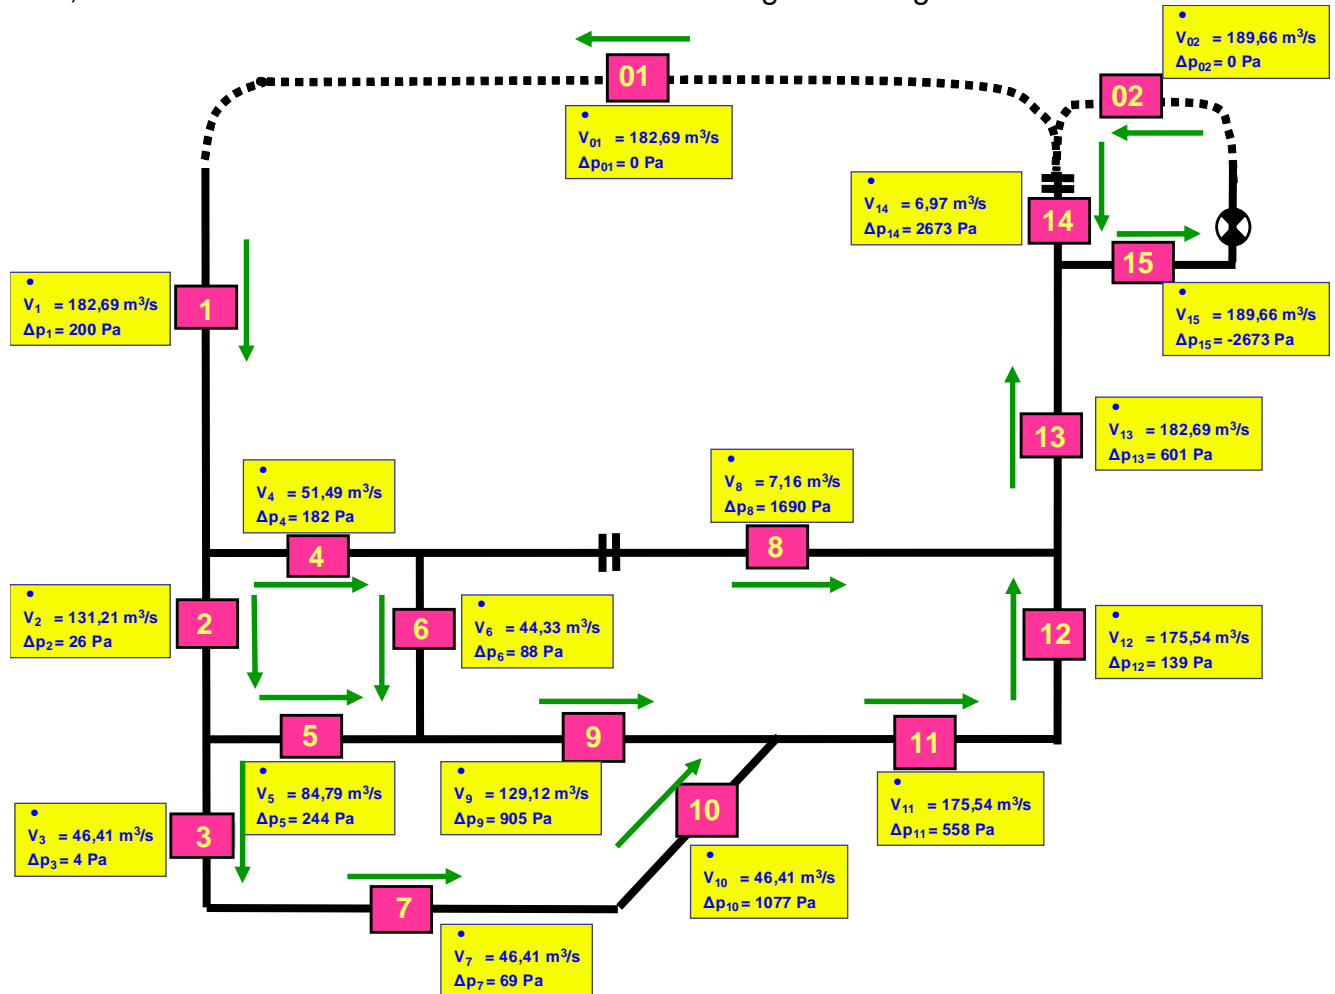 01
V01 = 182,69 m³/s
Δp01= 0 Pa
02
V02 = 189,66 m³/s
Δp02= 0 Pa
V14 = 6,97 m³/s
Δp14= 2673 Pa
14
15
V15 = 189,66 m³/s
Δp15= -2673 Pa
V1 = 182,69 m³/s
Δp1= 200 Pa
1
13
V13 = 182,69 m³/s
Δp13= 601 Pa
V4 = 51,49 m³/s
Δp4= 182 Pa
4
V8 = 7,16 m³/s
Δp8= 1690 Pa
8
V2 = 131,21 m³/s
Δp2= 26 Pa
2
6
V6 = 44,33 m³/s
Δp6= 88 Pa
12
V12 = 175,54 m³/s
Δp12= 139 Pa
5
V5 = 84,79 m³/s
Δp5= 244 Pa
9
V9 = 129,12 m³/s
Δp9= 905 Pa
11
V11 = 175,54 m³/s
Δp11= 558 Pa
V3 = 46,41 m³/s
Δp3= 4 Pa
3
10
V10 = 46,41 m³/s
Δp10= 1077 Pa
7
V7 = 46,41 m³/s
Δp7= 69 Pa